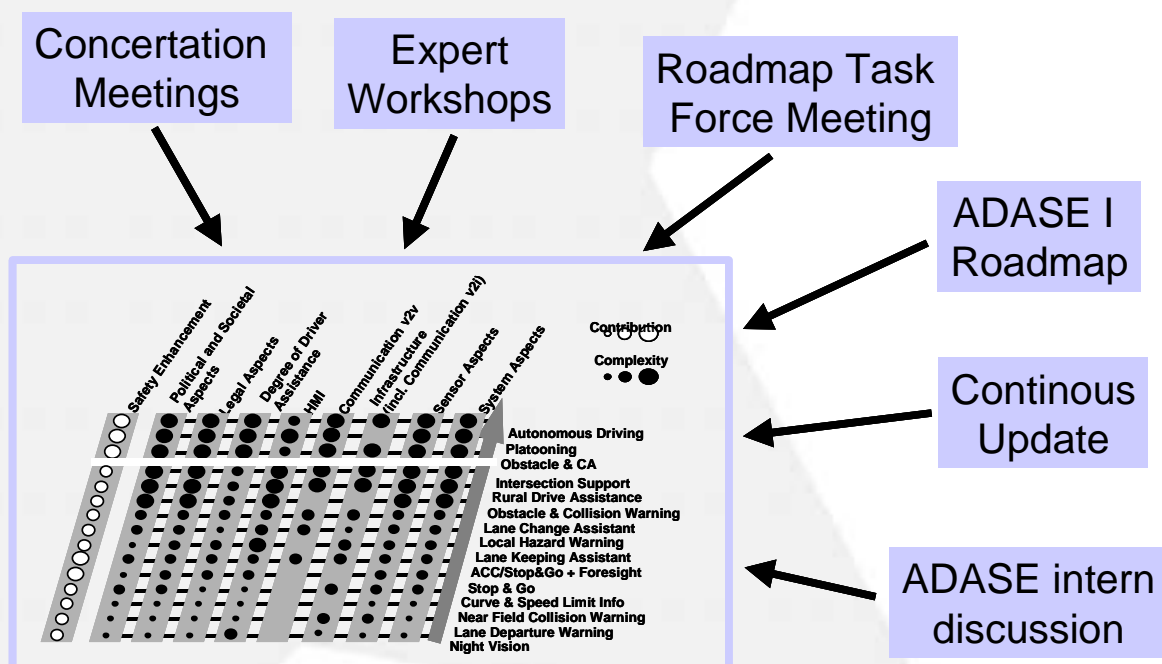 Concertation
Meetings
Expert
Workshops
Roadmap Task
Force Meeting
ADASE I
Roadmap
Continous
Update
ADASE intern
discussion
Safety Enhancement
Political and Societal
Aspects
Legal Aspects
Degree of Driver
Assistance
HMI
Communication v2v
Infrastructure
(incl. Communication v2i)
Sensor Aspects
System Aspects
Contribution
Complexity
Autonomous Driving
Platooning
Obstacle & CA
Intersection Support
Rural Drive Assistance
Obstacle & Collision Warning
Lane Change Assistant
Local Hazard Warning
Lane Keeping Assistant
ACC/Stop&Go + Foresight
Stop & Go
Curve & Speed Limit Info
Near Field Collision Warning
Lane Departure Warning
Night Vision